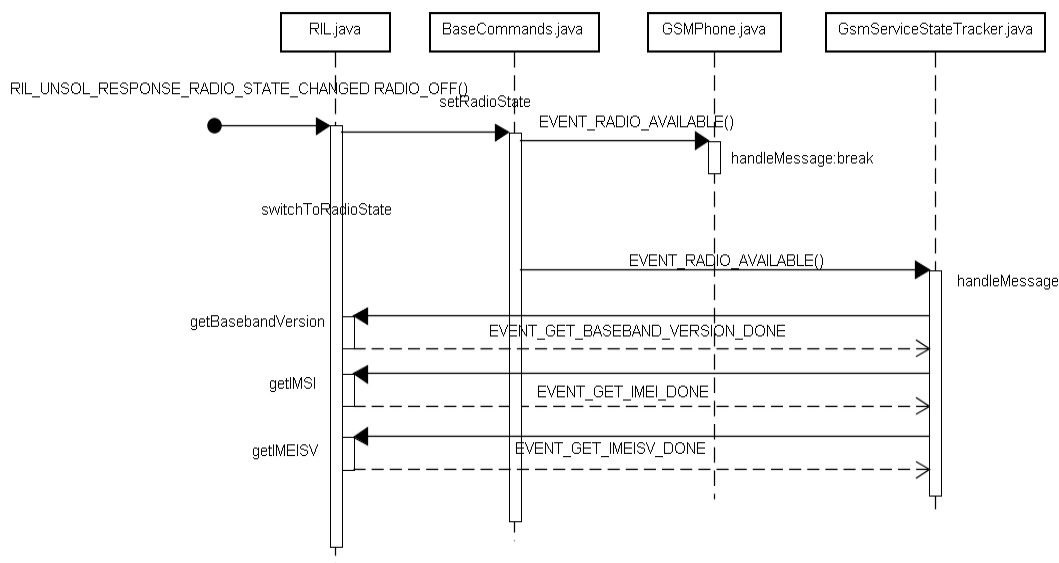 RIL.java
BaseCommands.java
GSMPhone.java
GsmServiceStateTracker.java
RIL_UNSOL_RESPONSE_RADIO_STATE_CHANGED RADIO_OFF()
setRadioState
EVENT_RADIO_AVAILABLE()
handleMessage:break
switchToRadioState
EVENT_RADIO_AVAILABLE()
handleMessage
getBasebandVersion
EVENT_GET_BASEBAND_VERSION_DONE
getIMSI
EVENT_GET_IMEI_DONE
getIMEISV
EVENT_GET_IMEISV_DONE